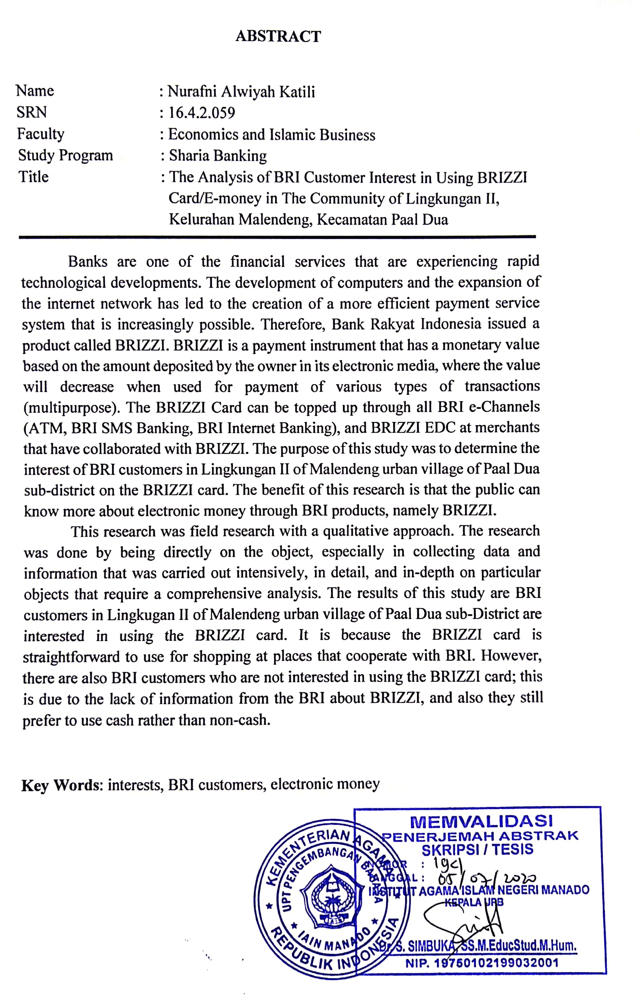 ABSTRACT
Name : Nurafni Alwiyah Katili
SRN : 16.4.2.059
Faculty : Economics and Islamic Business
Study Program : Sharia Banking
Title : The Analysis of BRI Customer Interest in Using BRIZZI
Card/E-money in The Community of Lingkungan II,
Kelurahan Malendeng, Kecamatan Paal Dua
Banks are one of the financial services that are experiencing rapid
technological developments. The development of computers and the expansion of
the internet network has led to the creation of a more efficient payment service
system that is increasingly possible. Therefore, Bank Rakyat Indonesia issued a
product called BRIZZI. BRIZZI is a payment instrument that has a monetary value
based on the amount deposited by the owner in its electronic media, where the value
will decrease when used for payment of various types of transactions
(multipurpose). The BRIZZI Card can be topped up through all BRI e-Channels
(ATM, BRI SMS Banking, BRI Internet Banking), and BRIZZI EDC at merchants
that have collaborated with BRIZZI. The purpose of this study was to determine the
interest of BRI customers in Lingkungan II of Malendeng urban village of Paal Dua
sub-district on the BRIZZI card. The benefit of this research is that the public can
know more about electronic money through BRI products, namely BRIZZI.
This research was field research with a qualitative approach. The research
was done by being directly on the object, especially in collecting data and
information that was carried out intensively, in detail, and in-depth on particular
objects that require a comprehensive analysis. The results of this study are BRI
customers in Lingkugan II of Malendeng urban village of Paal Dua sub-District are
interested in using the BRIZZI card. It is because the BRIZZI card is
straightforward to use for shopping at places that cooperate with BRI. However,
there are also BRI customers who are not interested in using the BRIZZI card; this
is due to the lack of information from the BRI about BRIZZI, and also they still
prefer to use cash rather than non-cash.
Key Words: interests, BRI customers, electronic money
KEMENTERIAN AGAMA
UPT PENGEMBANGAN BAHASA
IAIN MANADO
REPUBLIK INDONESIA
MEMVALIDASI
PENERJEMAH ABSTRAK
SKRIPSI / TESIS
NOMOR :
TANGGAL : 05/07/2020
INSTITUT AGAMA ISLAM NEGERI MANADO
KEPALA UPB
Dr. S. SIMBUKA, SS.M.EducStud.M.Hum.
NIP. 19750102199032001